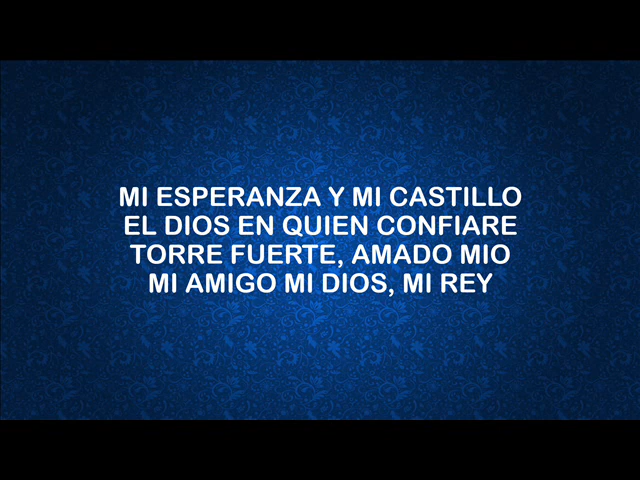 MI ESPERANZA Y MI CASTILLO
EL DIOS EN QUIEN CONFIARE
TORRE FUERTE, AMADO MIO
MI AMIGO MI DIOS, MI REY